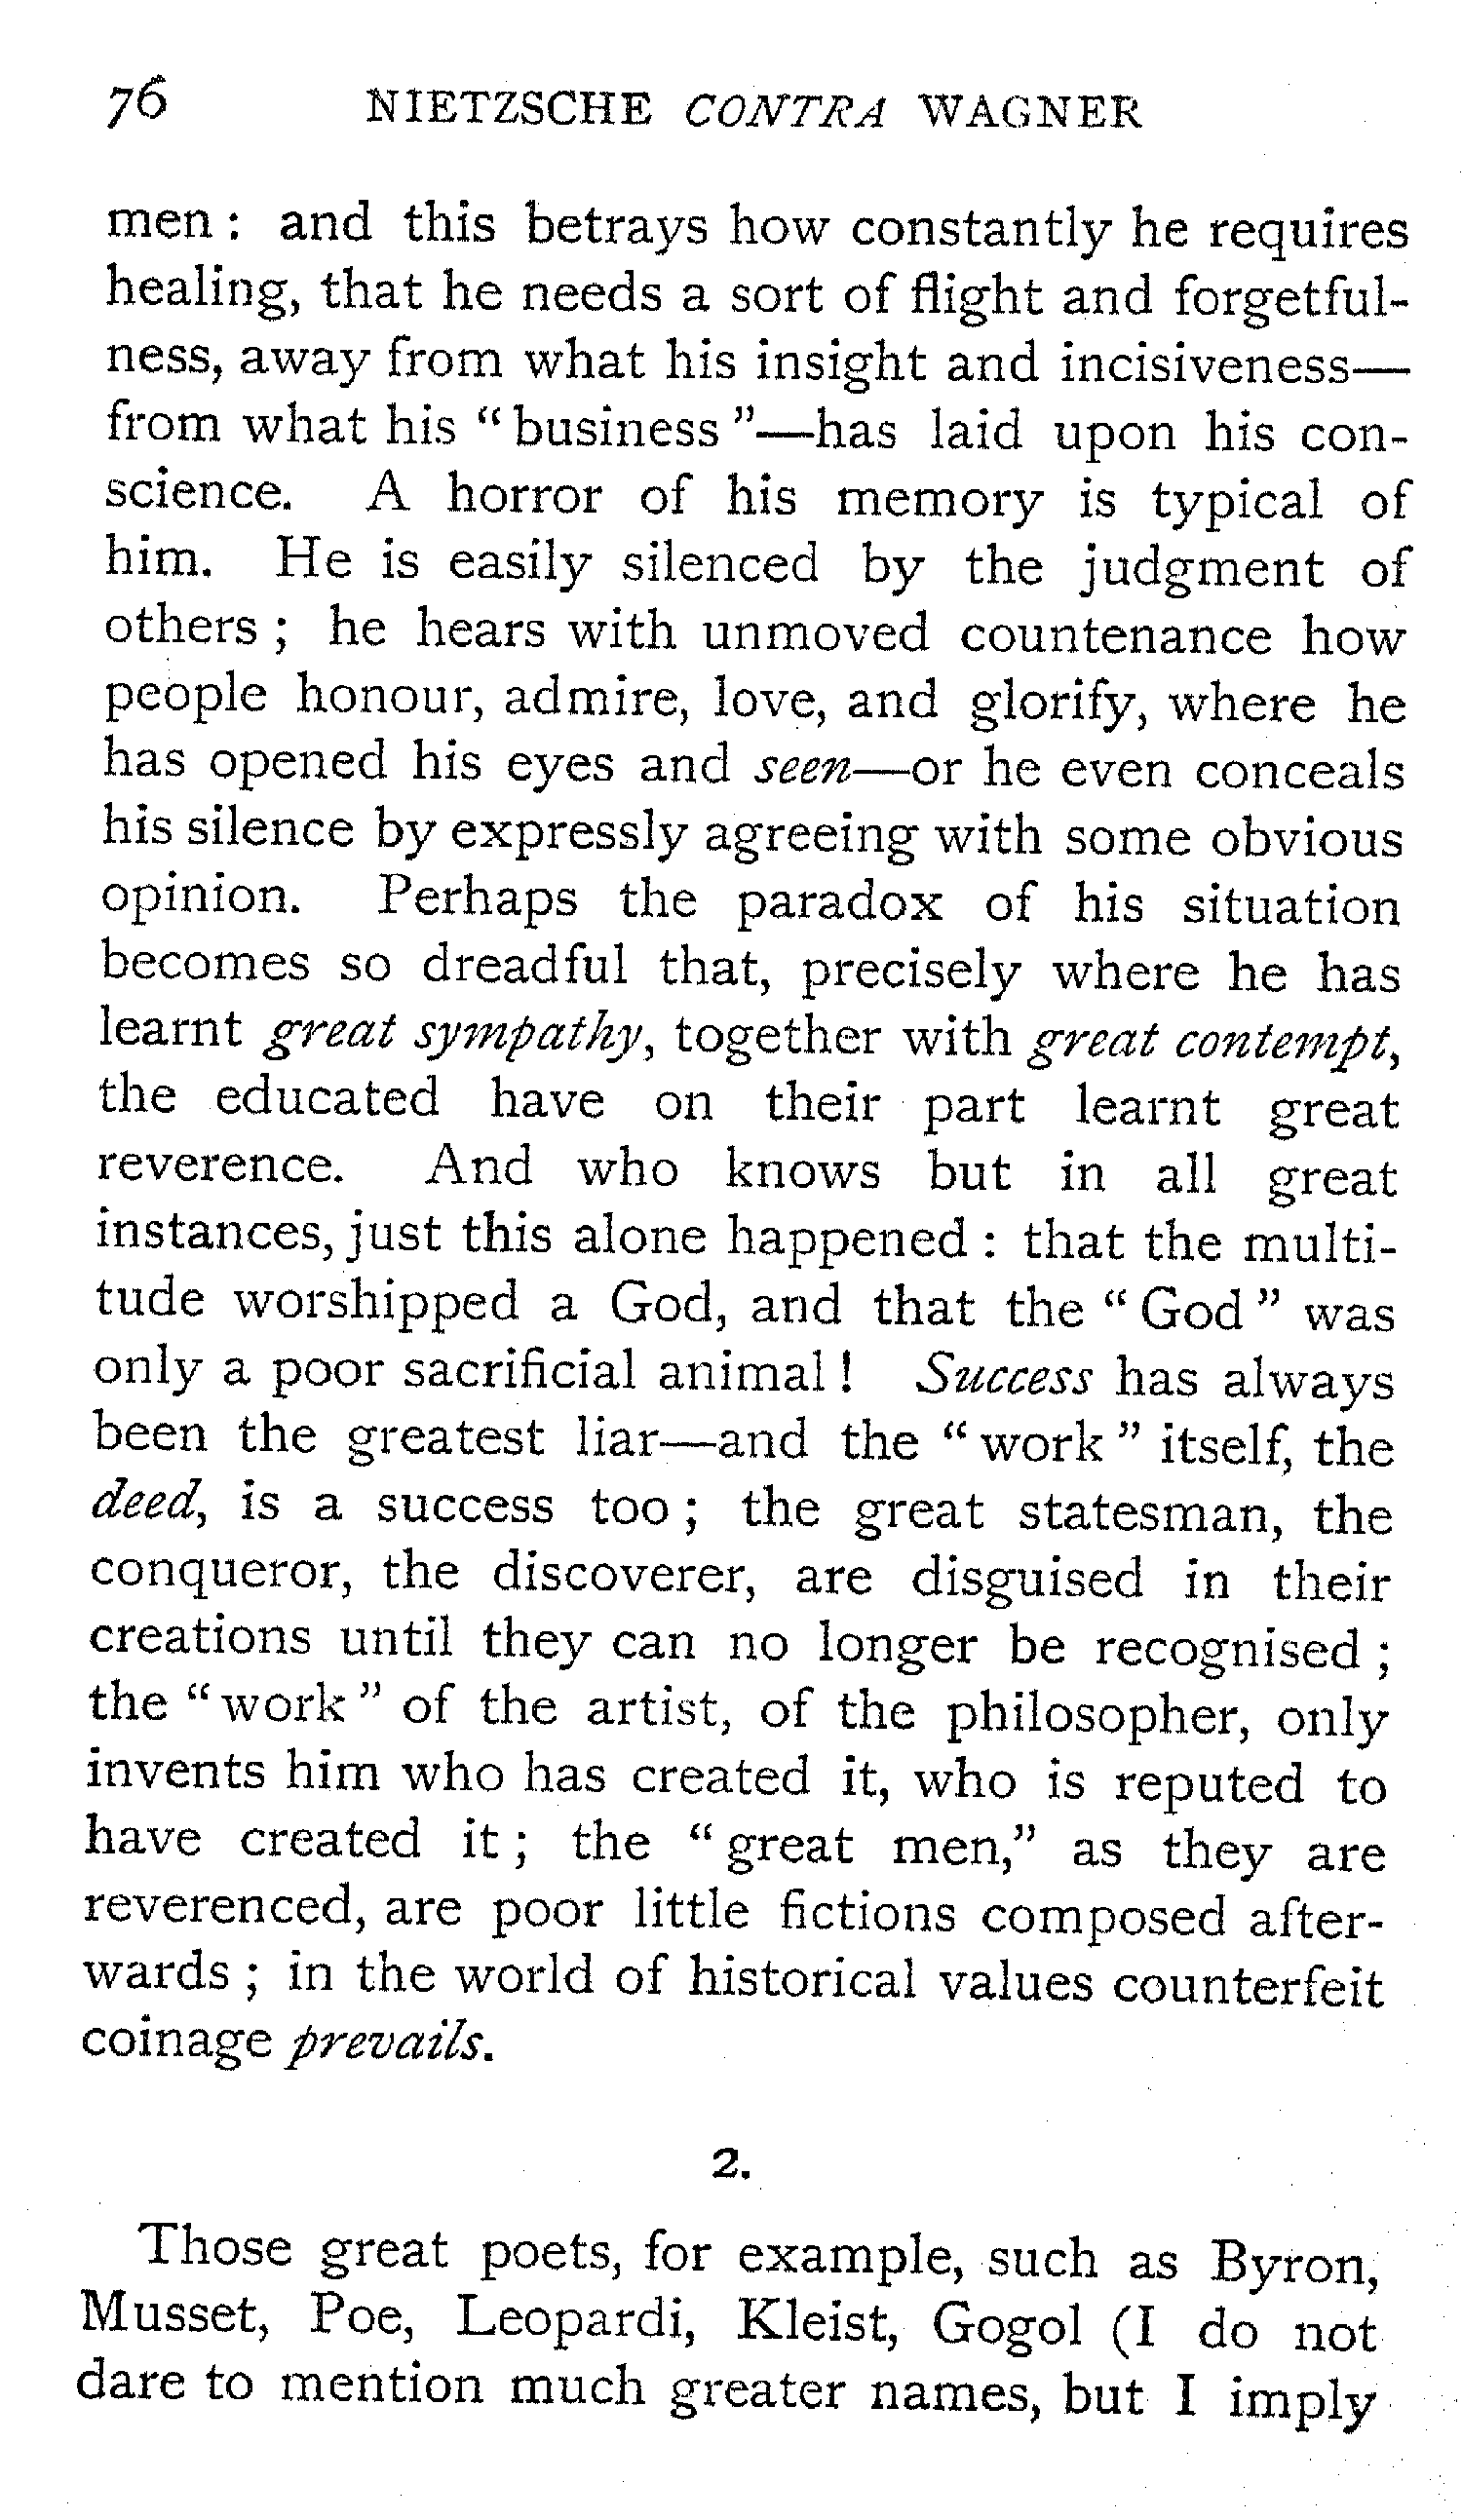 76 NIETZSCHE CONTRA WAGNER
men : and this betrays how constantly he requires
healing, that he needs a sort of flight and forgetful-
ness, away from what his insight and incisiveness—
from what his “ business ”—has laid upon his con-
science. A horror of his memory is typical of
him. He is easily silenced by the judgment of
others ; he hears with unmoved countenance how
people honour, admire, love, and glorify, where he
has opened his eyes and seen—or he even conceals
his silence by expressly agreeing with some obvious
opinion. Perhaps the paradox of his situation
becomes so dreadful that, precisely where he has
learnt great sympathy, together with great contempt,
the educated have on their part learnt great
reverence. And who knows but in all great
instances, just this alone happened : that the multi-
tude worshipped a God, and that the “ God ” was
only a poor sacrificial animal ! Success has always
been the greatest liar—and the “ work ” itself, the
deed, is a success too ; the great statesman, the
conqueror, the discoverer, are disguised in their
creations until they can no longer be recognised ;
the “ work ” of the artist, of the philosopher, only
invents him who has created it, who is reputed to
have created it ; the “ great men,” as they are
reverenced, are poor little fictions composed after-
wards ; in the world of historical values counterfeit
coinage prevails.
2.
Those great poets, for example, such as Byron,
Musset, Poe, Leopardi, Kleist, Gogol (I do not
dare to mention much greater names, but I imply